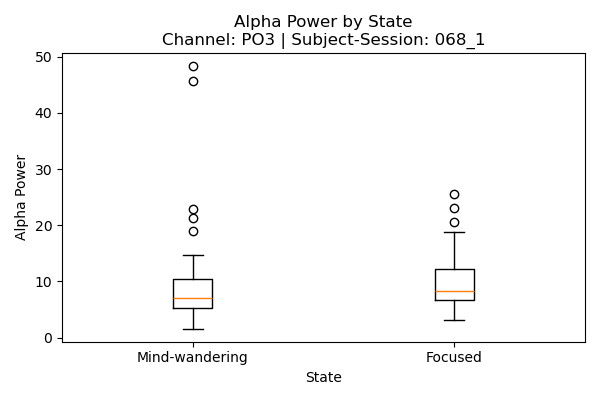 Alpha Power by State
Channel: PO3 | Subject-Session: 068_1
50
40
30
20
10
0
Alpha Power
Mind-wandering
Focused
State